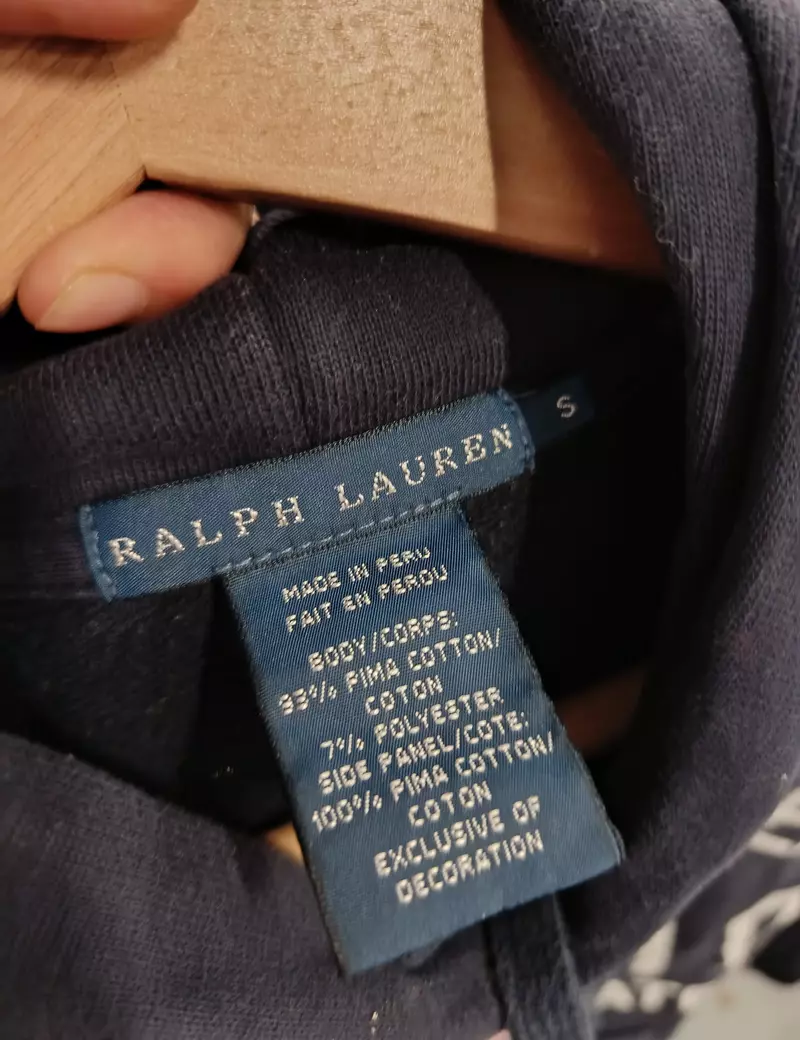 RALPH LAUREN
S
MADE IN PERU
FAIT EN PEROU
BODY/CORPS:
93% PIMA COTTON/
COTON
7% POLYESTER
SIDE PANEL/COTE:
100% PIMA COTTON/
COTON
EXCLUSIVE OF
DECORATION